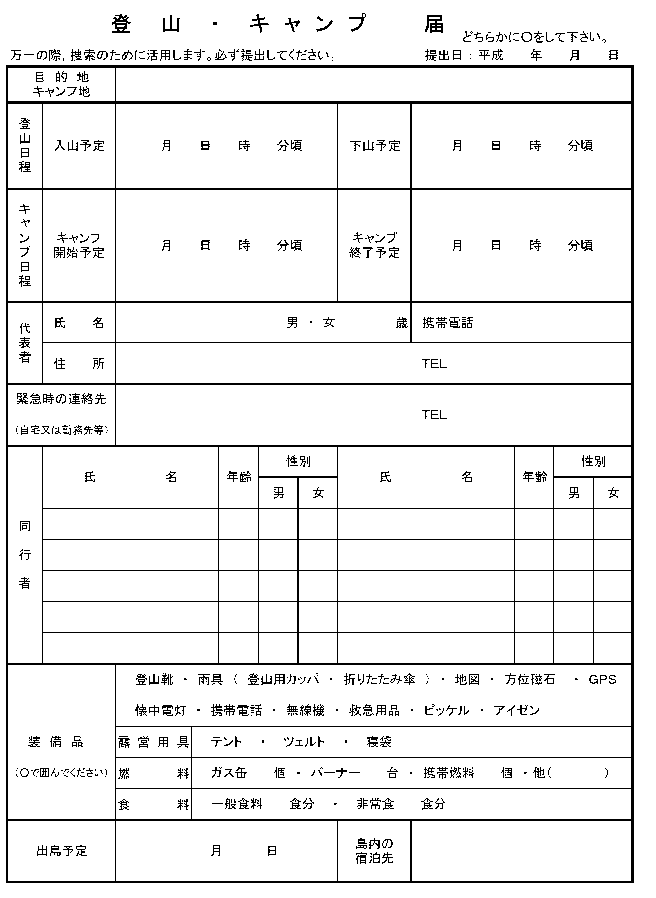 登 山 ・ キャンプ 届
どちらかに〇をして下さい。
万一の際，捜索のために活用します。必ず提出してください。 提出日：平成 年 月 日
目 的 地
キャンプ地
登山日程 入山予定 月 日 時 分頃 下山予定 月 日 時 分頃
キャンプ日程 キャンプ開始予定 月 日 時 分頃 キャンプ終了予定 月 日 時 分頃
代表者 氏 名 男 ・ 女 歳 携帯電話
住 所 TEL
緊急時の連絡先
（自宅又は勤務先等） TEL
同行者 氏 名 年齢 性別 氏 名 年齢 性別
男 女 男 女
装 備 品
（〇で囲んでください）
登山靴 ・ 雨具 （ 登山用カッパ ・ 折りたたみ傘 ） ・ 地図 ・ 方位磁石 ・ GPS
懐中電灯 ・ 携帯電話 ・ 無線機 ・ 救急用品 ・ ピッケル ・ アイゼン
露 営 用 具 テント ・ ツェルト ・ 寝袋
燃 料 ガス缶 個 ・ バーナー 台 ・ 携帯燃料 個 ・ 他（ ）
食 料 一般食料 食分 ・ 非常食 食分
出島予定 月 日 島内の宿泊先